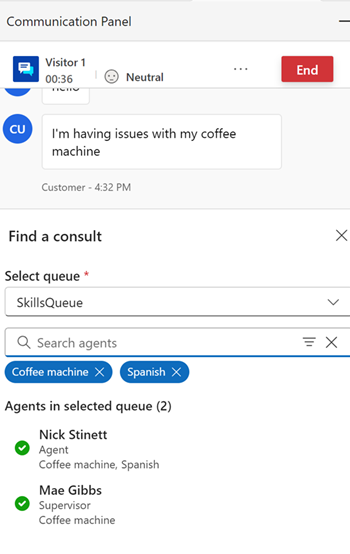 Communication Panel
Visitor 1
00:36
Neutral
...
End
hello
CU
I'm having issues with my coffee
machine
Customer - 4:32 PM
Find a consult
Select queue *
SkillsQueue
Search agents
Coffee machine
Spanish
Agents in selected queue (2)
Nick Stinett
Agent
Coffee machine, Spanish
Mae Gibbs
Supervisor
Coffee machine